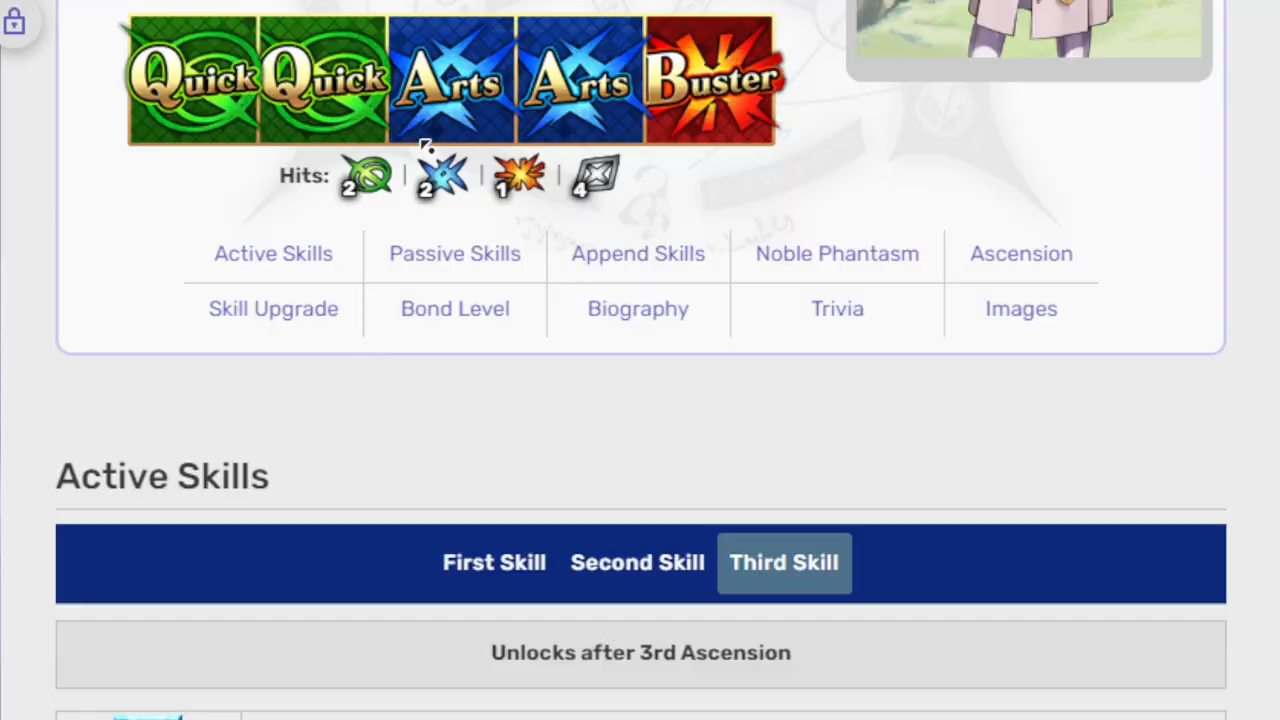 Quick Quick Arts Arts Buster
Hits: 2 | 2 | 1 | 4
Active Skills Passive Skills Append Skills Noble Phantasm Ascension
Skill Upgrade Bond Level Biography Trivia Images
Active Skills
First Skill Second Skill Third Skill
Unlocks after 3rd Ascension